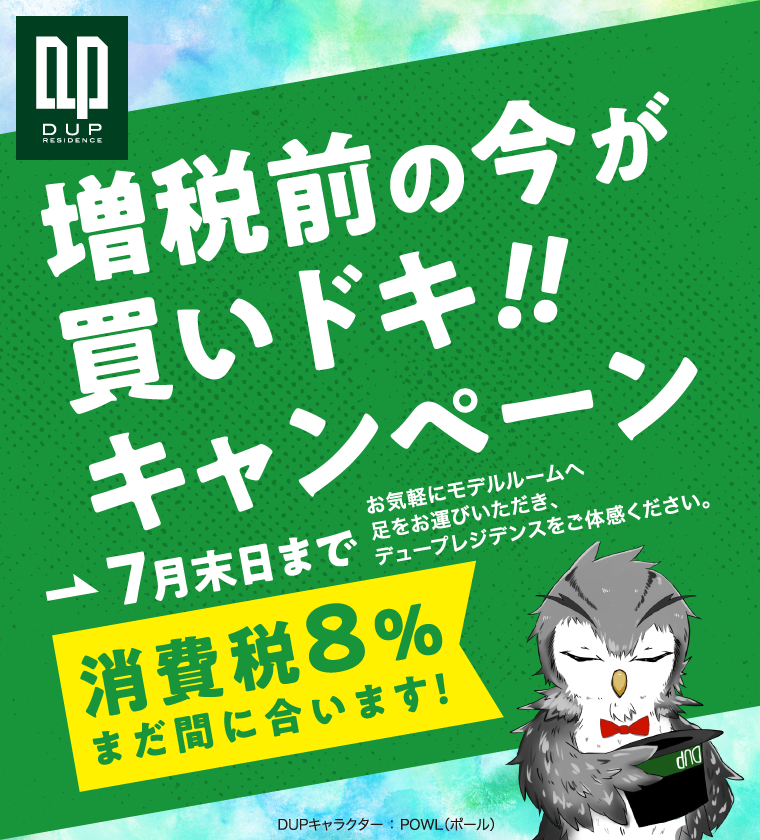 DUP
RESIDENCE
増税前の今が
買いドキ!!
キャンペーン
→7月末日まで
お気軽にモデルルームへ
足をお運びいただき、
デュープレジデンスをご体感ください。
消費税8%
まだ間に合います!
DUP
DUPキャラクター：POWL(ポール)